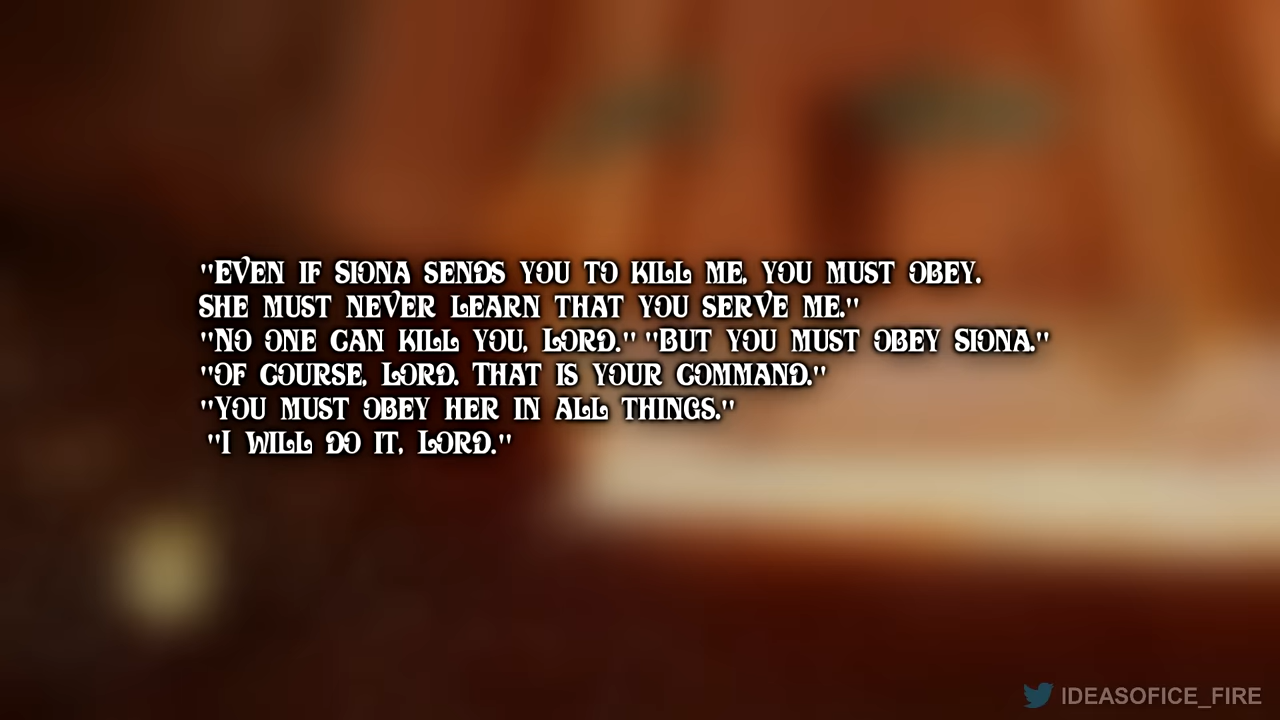 "EVEN IF SIONA SENDS YOU TO KILL ME, YOU MUST OBEY.
SHE MUST NEVER LEARN THAT YOU SERVE ME."
"NO ONE CAN KILL YOU, LORD." "BUT YOU MUST OBEY SIONA."
"OF COURSE, LORD. THAT IS YOUR COMMAND."
"YOU MUST OBEY HER IN ALL THINGS."
"I WILL DO IT, LORD."
IDEASOFICE_FIRE